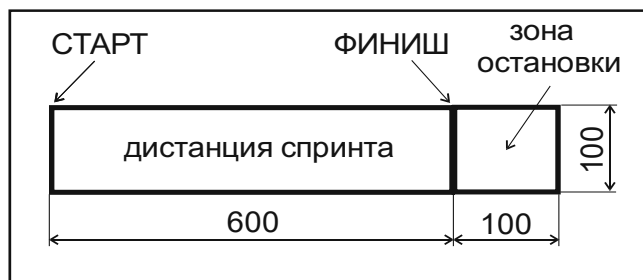 СТАРТ
ФИНИШ
зона
остановки
дистанция спринта
100
600
100